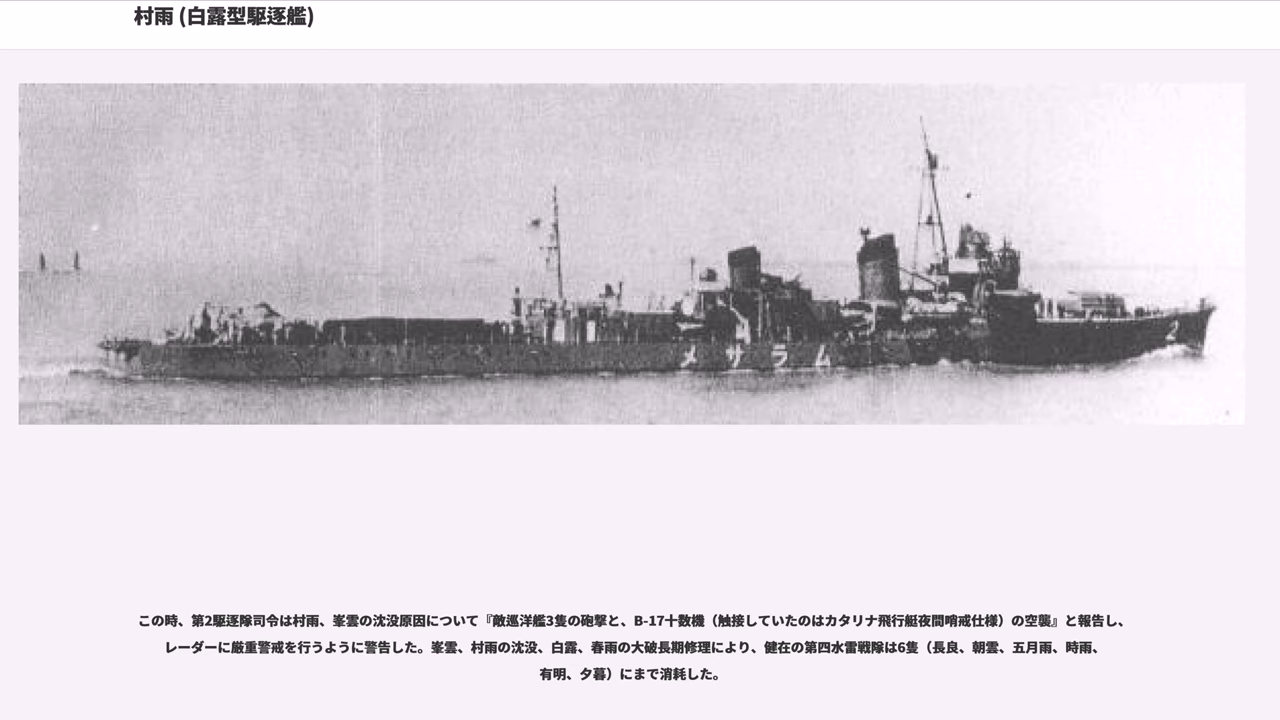 村雨 (白露型駆逐艦)
メサラム
2
この時、第2駆逐隊司令は村雨、峯雲の沈没原因について『敵巡洋艦3隻の砲撃と、B-17十数機（触接していたのはカタリナ飛行艇夜間哨戒仕様）の空襲』と報告し、
レーダーに厳重警戒を行うように警告した。峯雲、村雨の沈没、白露、春雨の大破長期修理により、健在の第四水雷戦隊は6隻（長良、朝雲、五月雨、時雨、
有明、夕暮）にまで消耗した。